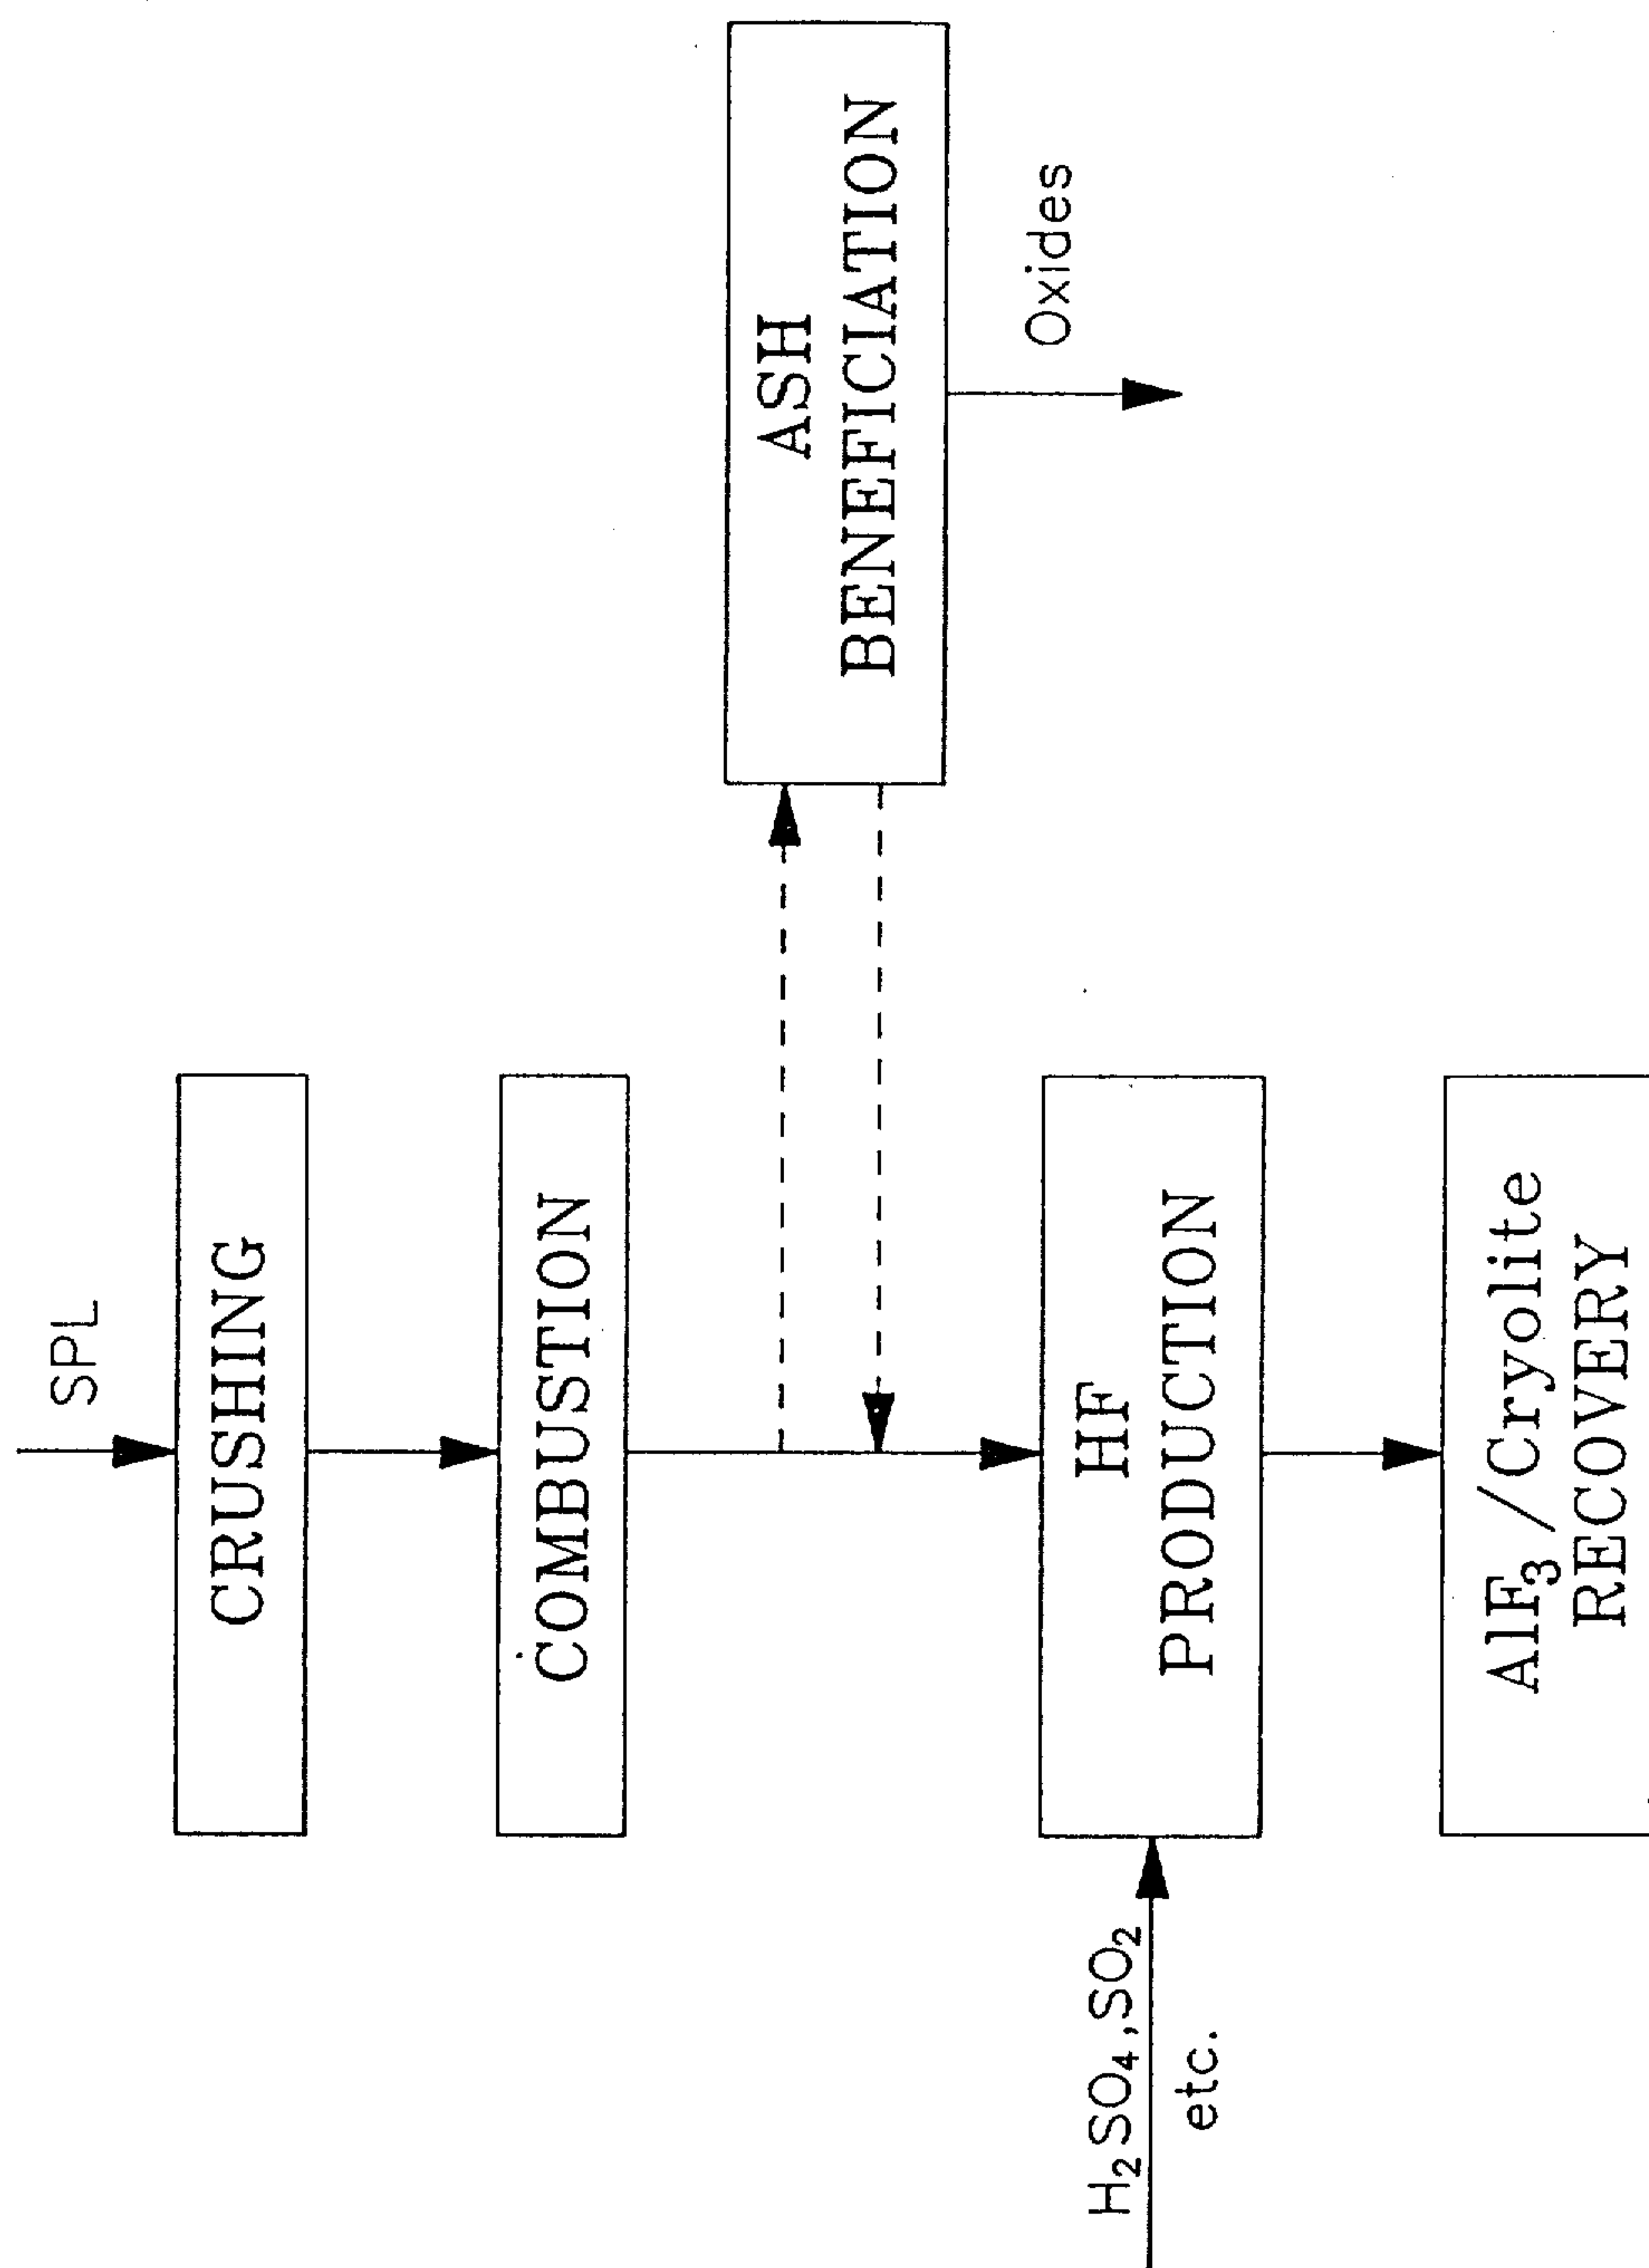 SPL
CRUSHING
COMBUSTION
ASH
BENEFICIATION
Oxides
H₂SO₄,SO₂
etc.
HF
PRODUCTION
AlF₃/Cryolite
RECOVERY